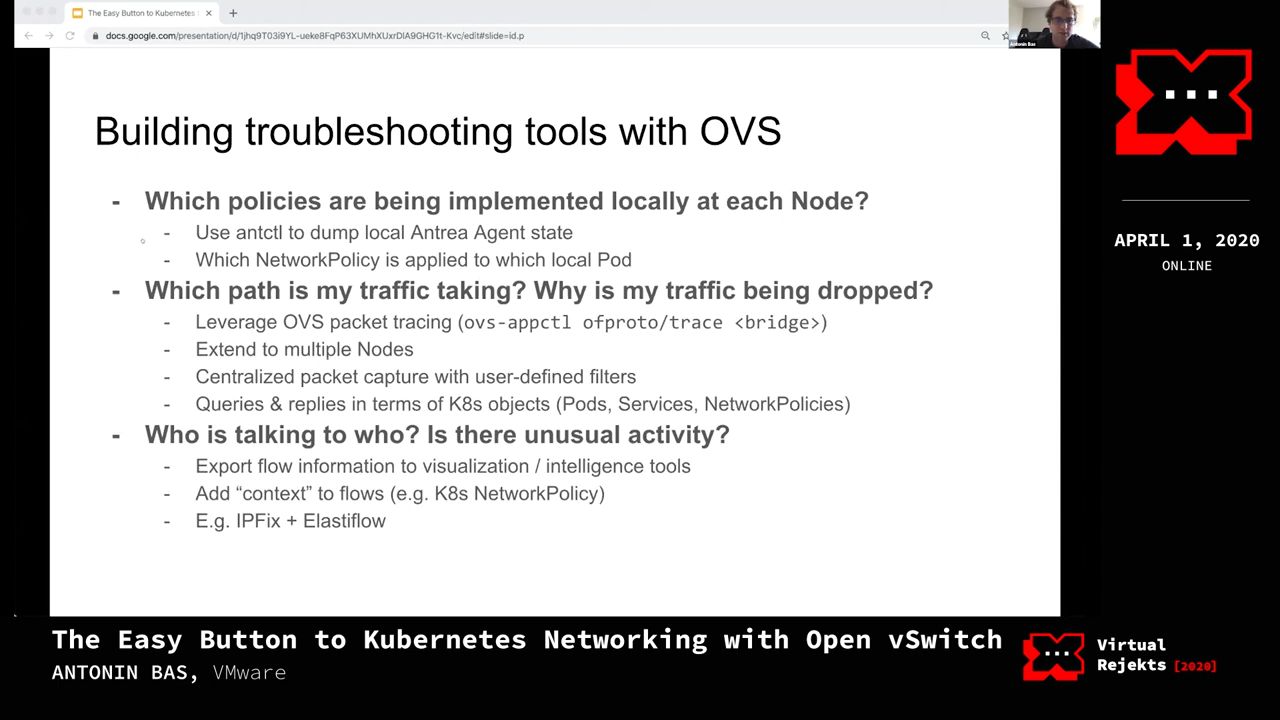 The Easy Button to Kubernetes
docs.google.com/presentation/d/1jhq9T03i9YL-ueke8FqP63XUMhXUxrDlA9GHG1t-Kvc/edit#slide=id.p
Antonin Bas
Building troubleshooting tools with OVS
- Which policies are being implemented locally at each Node?
- Use antctl to dump local Antrea Agent state
- Which NetworkPolicy is applied to which local Pod
- Which path is my traffic taking? Why is my traffic being dropped?
- Leverage OVS packet tracing (ovs-appctl ofproto/trace <bridge>)
- Extend to multiple Nodes
- Centralized packet capture with user-defined filters
- Queries & replies in terms of K8s objects (Pods, Services, NetworkPolicies)
- Who is talking to who? Is there unusual activity?
- Export flow information to visualization / intelligence tools
- Add “context” to flows (e.g. K8s NetworkPolicy)
- E.g. IPFix + Elastiflow
APRIL 1, 2020
ONLINE
The Easy Button to Kubernetes Networking with Open vSwitch
ANTONIN BAS, VMware
Virtual
Rejekts [2020]